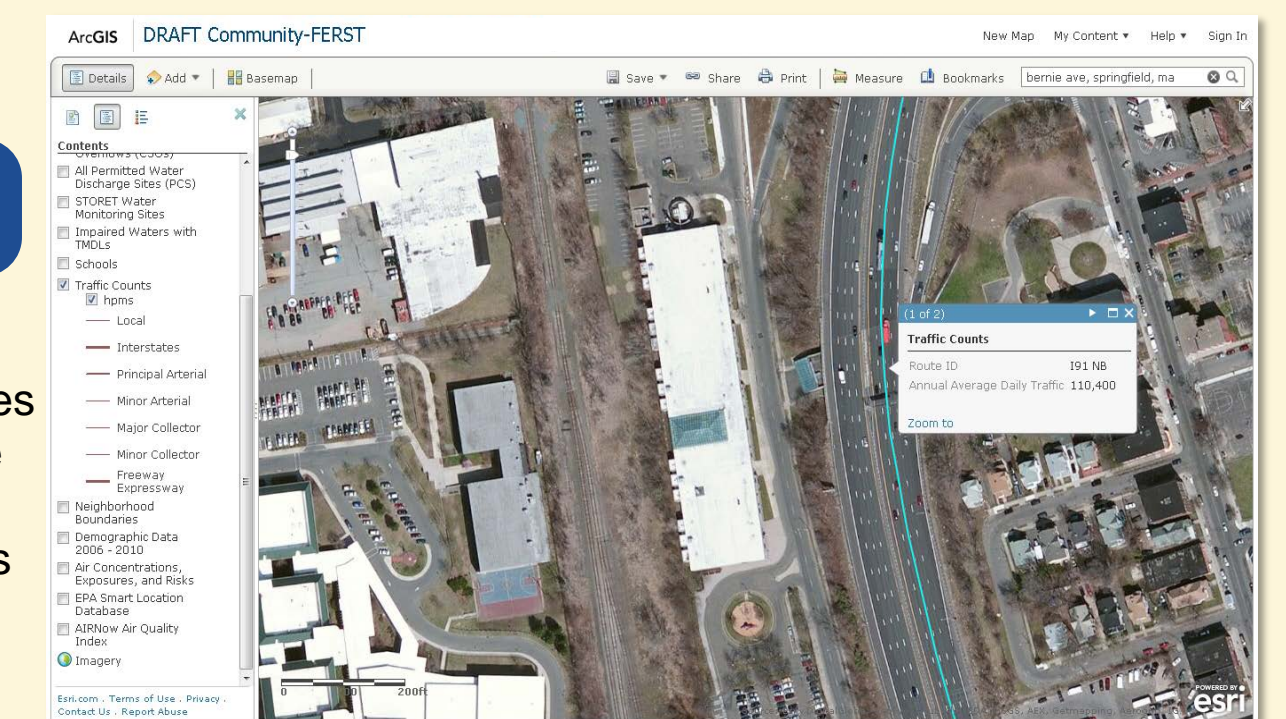 ArcGIS DRAFT Community-FERST
New Map My Content Help Sign In
Details Add Basemap Save Share Print Measure Bookmarks bernie ave, springfield, ma
Contents
Overflows (CSOs)
All Permitted Water
Discharge Sites (PCS)
STORET Water
Monitoring Sites
Impaired Waters with
TMDLs
Schools
Traffic Counts
hpms
Local
Interstates
Principal Arterial
Minor Arterial
Major Collector
Minor Collector
Freeway
Expressway
Neighborhood
Boundaries
Demographic Data
2006 - 2010
Air Concentrations,
Exposures, and Risks
EPA Smart Location
Database
AIRNow Air Quality
Index
Imagery
Esri.com . Terms of Use . Privacy .
Contact Us . Report Abuse
es
e
s
(1 of 2)
Traffic Counts
Route ID I91 NB
Annual Average Daily Traffic 110,400
Zoom to
0 100 200ft
POWERED BY
esri